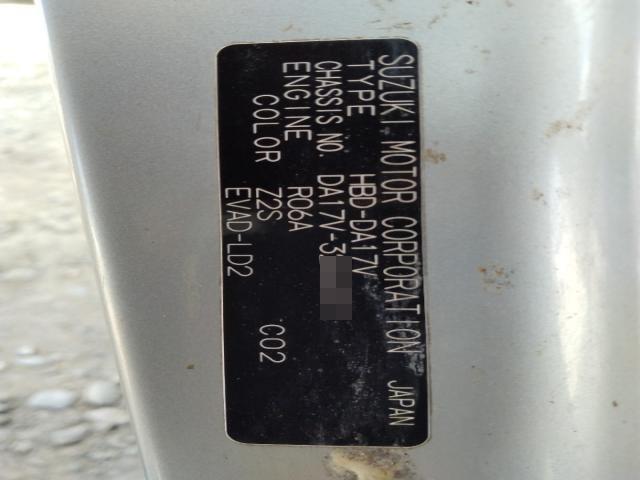 SUZUKI MOTOR CORPORATION JAPAN
TYPE HBD-DA17V
CHASSIS NO. DA17V-3
ENGINE R06A
COLOR Z2S C02
EVAD-LD2